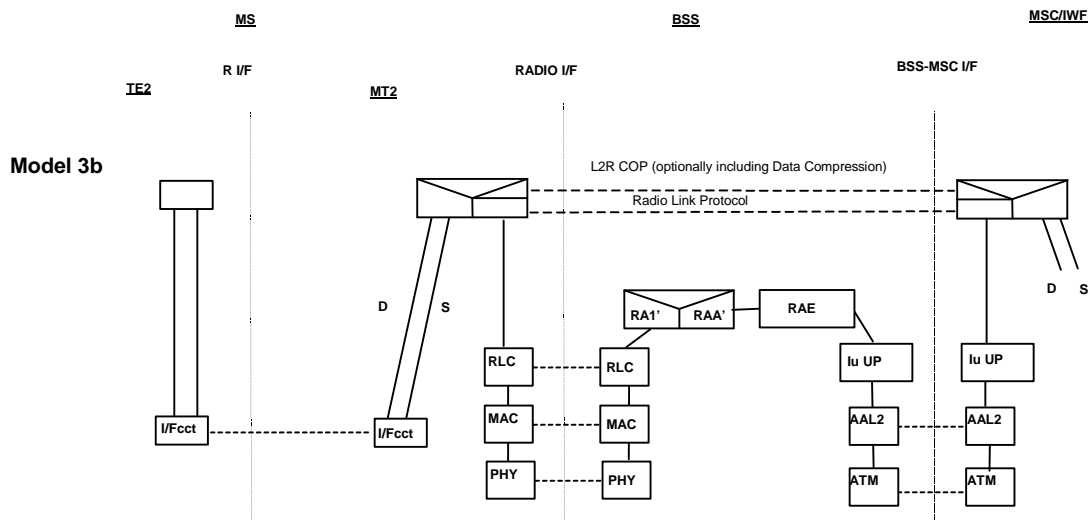 MS BSS MSC/IWF
R I/F RADIO I/F BSS-MSC I/F
TE2 MT2
Model 3b
L2R COP (optionally including Data Compression)
Radio Link Protocol
D S
D S
RA1' RAA' RAE
RLC RLC Iu UP Iu UP
MAC MAC AAL2 AAL2
I/Fcct I/Fcct
PHY PHY ATM ATM